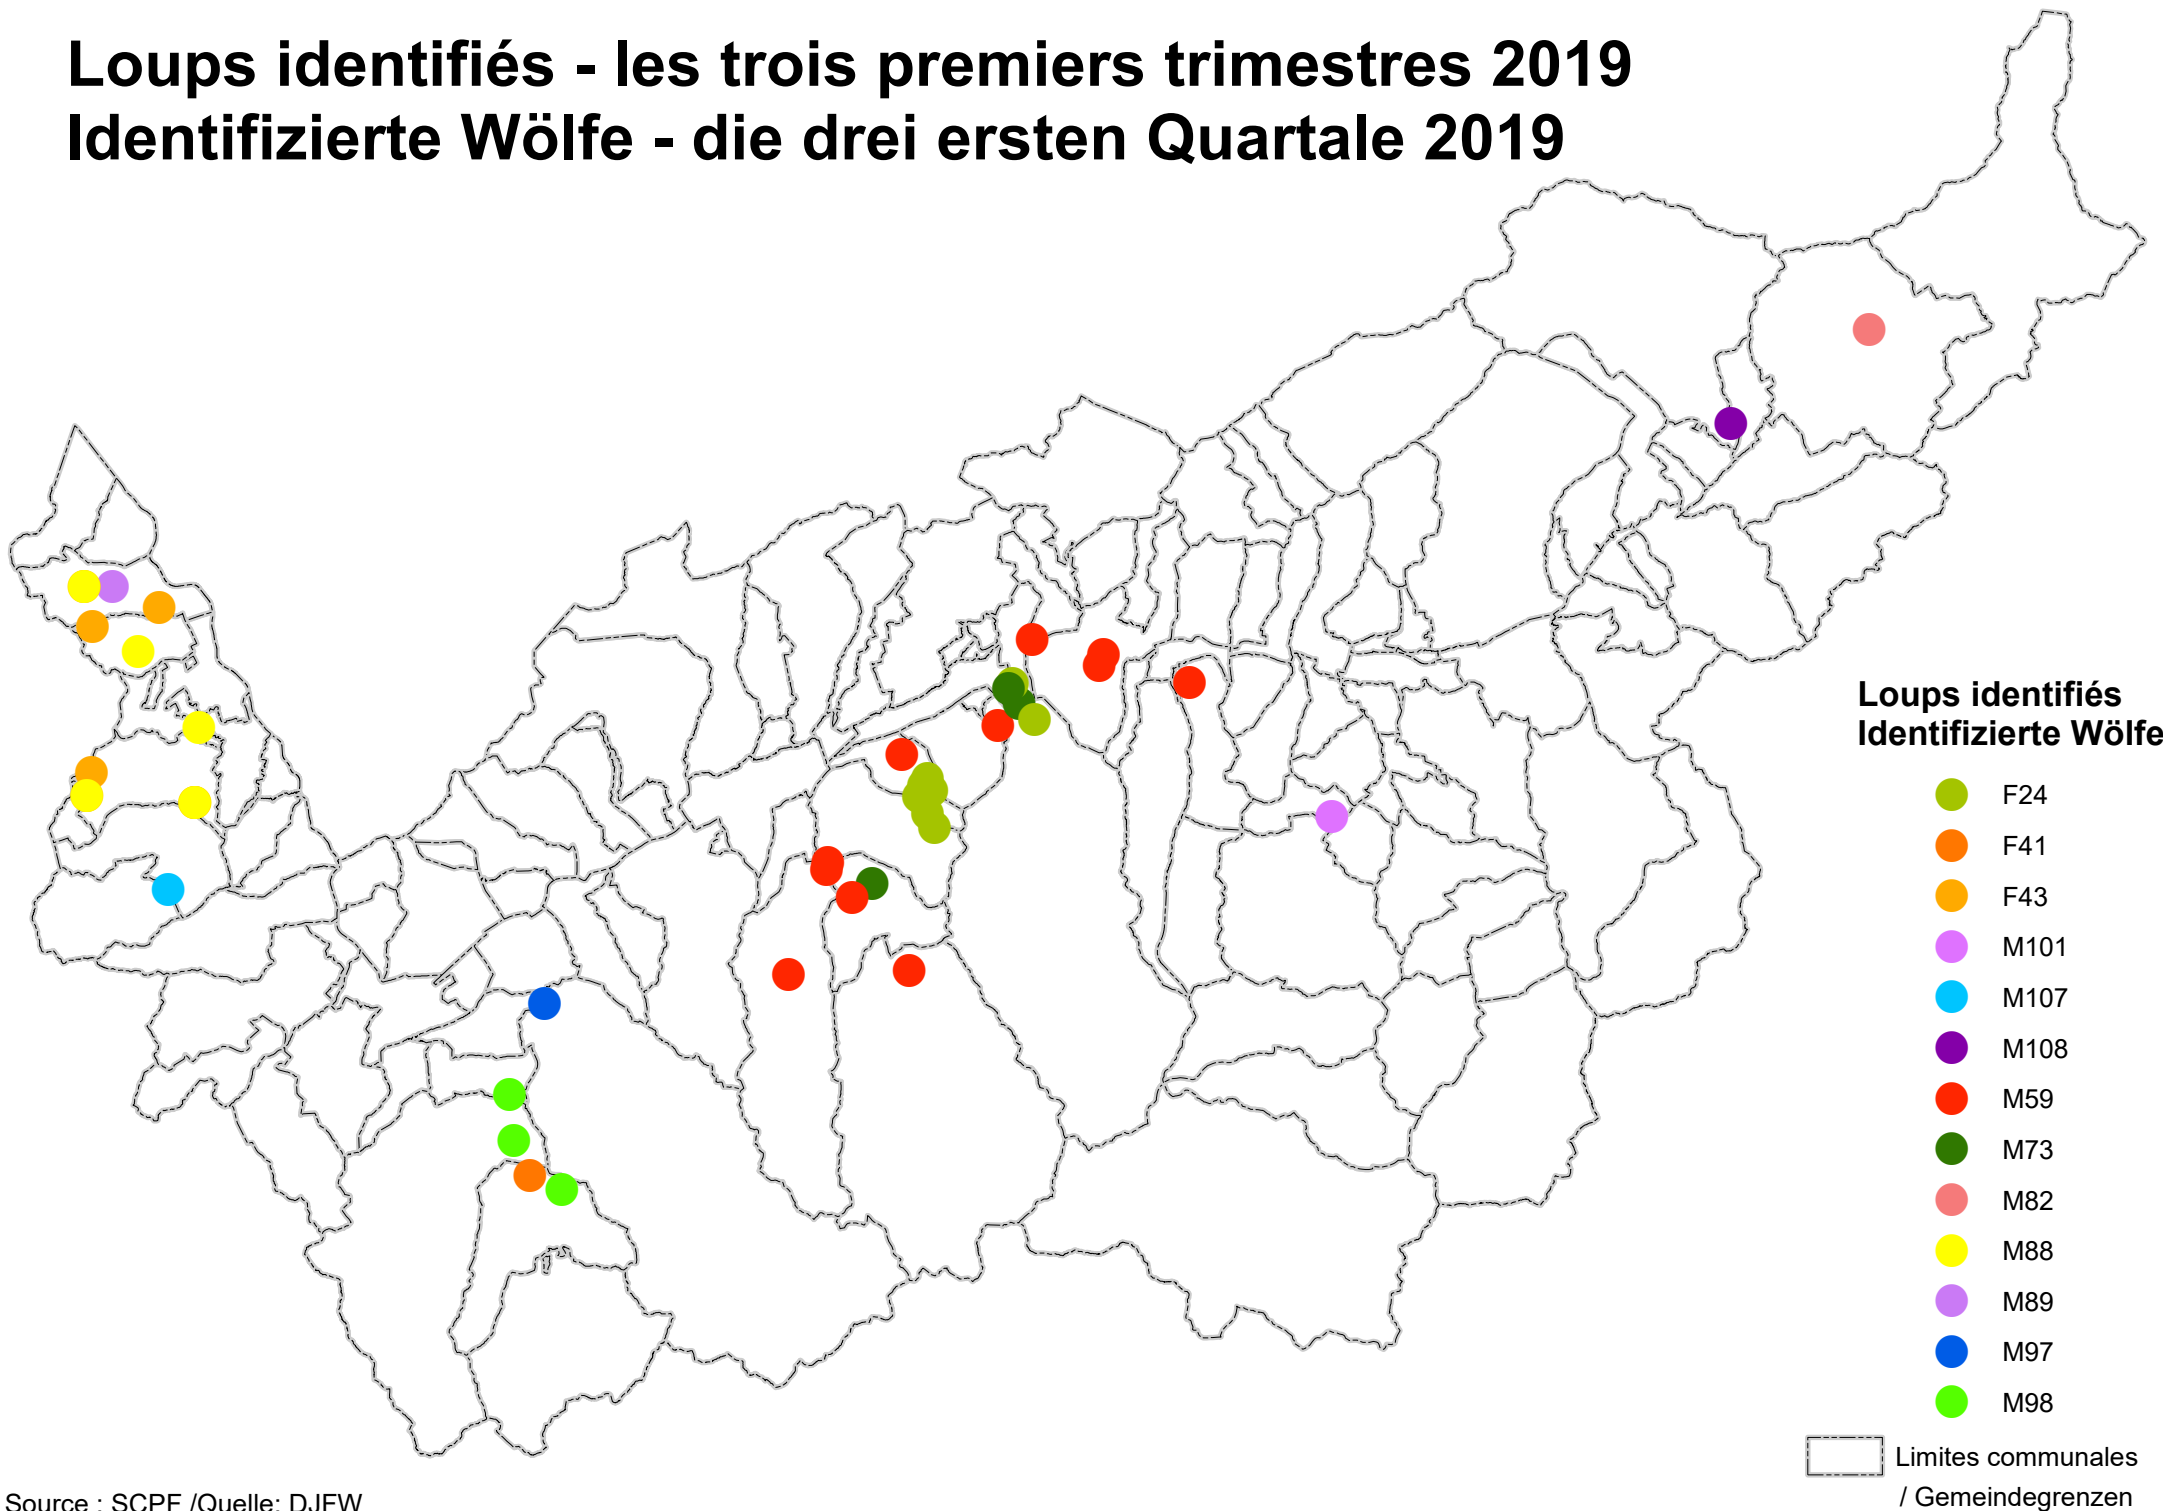 Loups identifiés - les trois premiers trimestres 2019
Identifizierte Wölfe - die drei ersten Quartale 2019
Loups identifiés
Identifizierte Wölfe
F24
F41
F43
M101
M107
M108
M59
M73
M82
M88
M89
M97
M98
Limites communales
/ Gemeindegrenzen
Source : SCPF /Quelle: DJFW